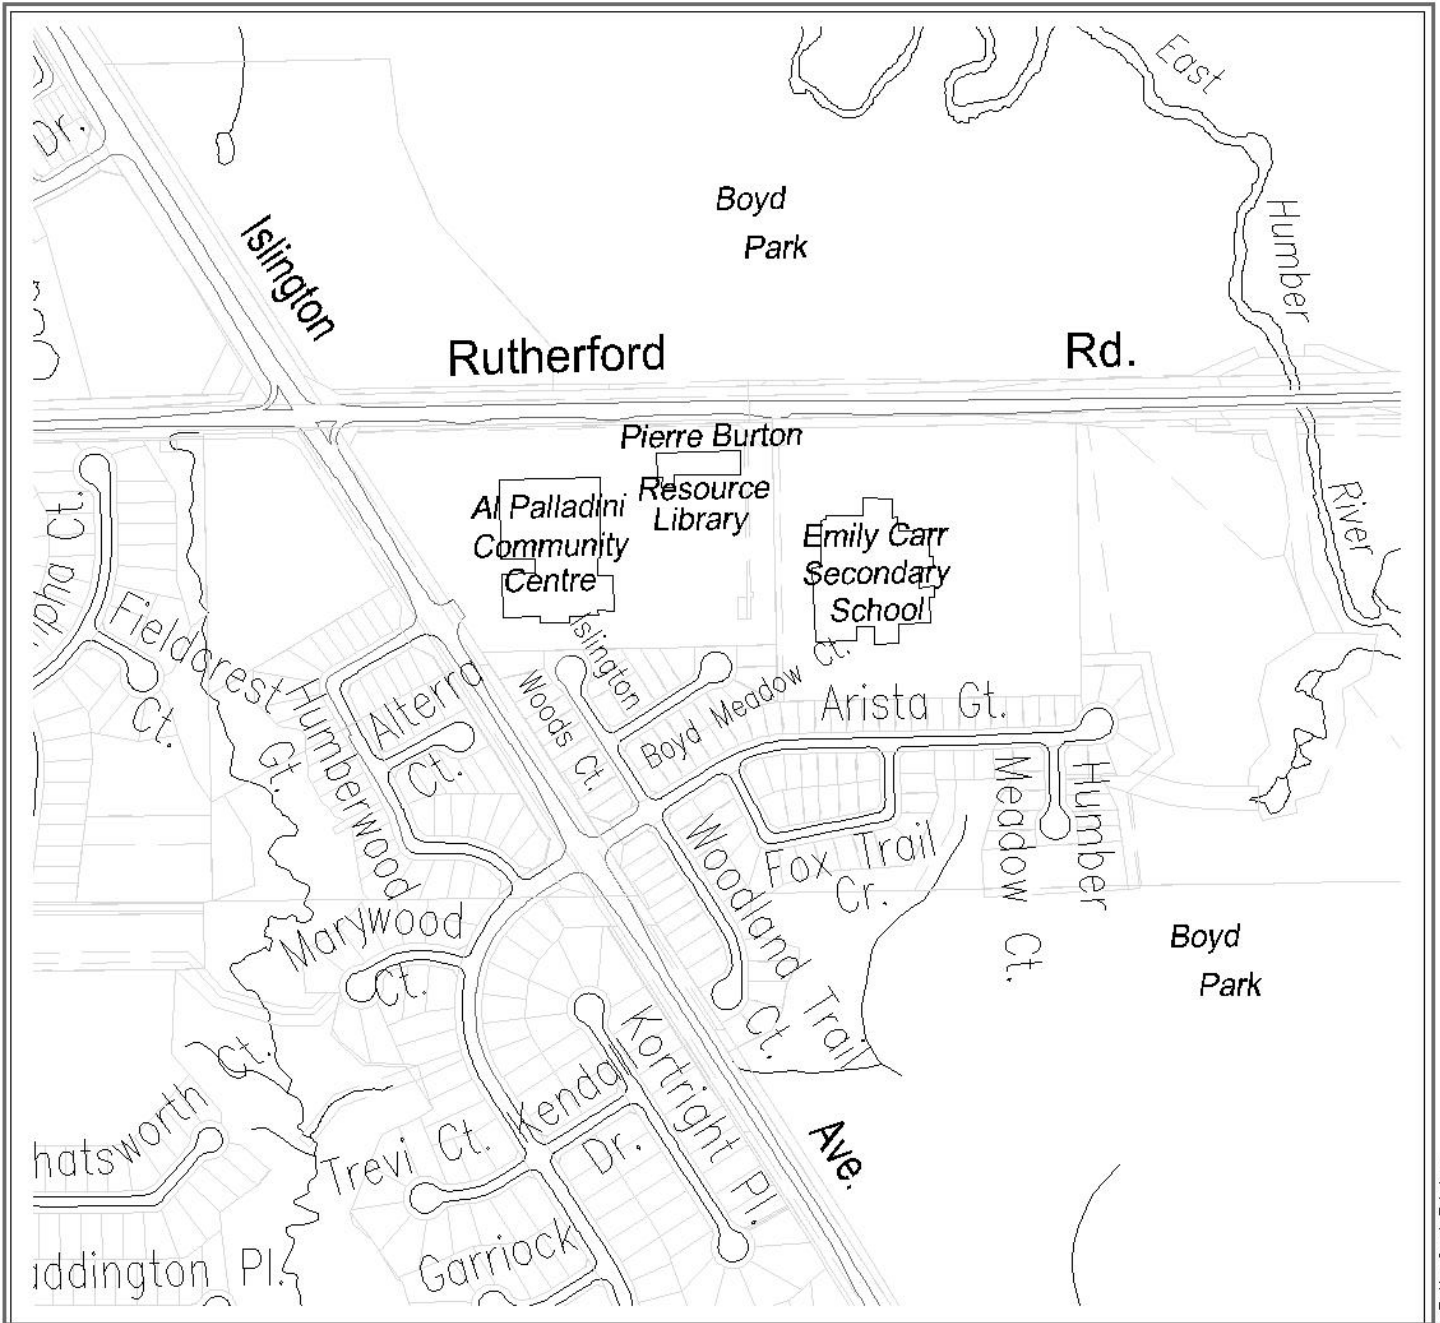 East
Dr.
Boyd
Park
Humber
Islington
Rutherford Rd.
Pierre Burton
Resource
Library
Al Palladini
Community
Centre
Emily Carr
Secondary
School
River
Ct.
Fieldcrest
Ct.
Gt.
Islington
Woods Ct.
Boyd Meadow Ct.
Arista Gt.
Alterra
Ct.
Humberwood
Humber
Meadow Ct.
Woodland Trail
Ct.
Fox Trail
Cr.
Marywood
Ct.
Boyd
Park
Kortright Pl.
Kenda
Dr.
Ct.
hatsworth
Trevi Ct.
Ave.
Garriock
addington Pl.